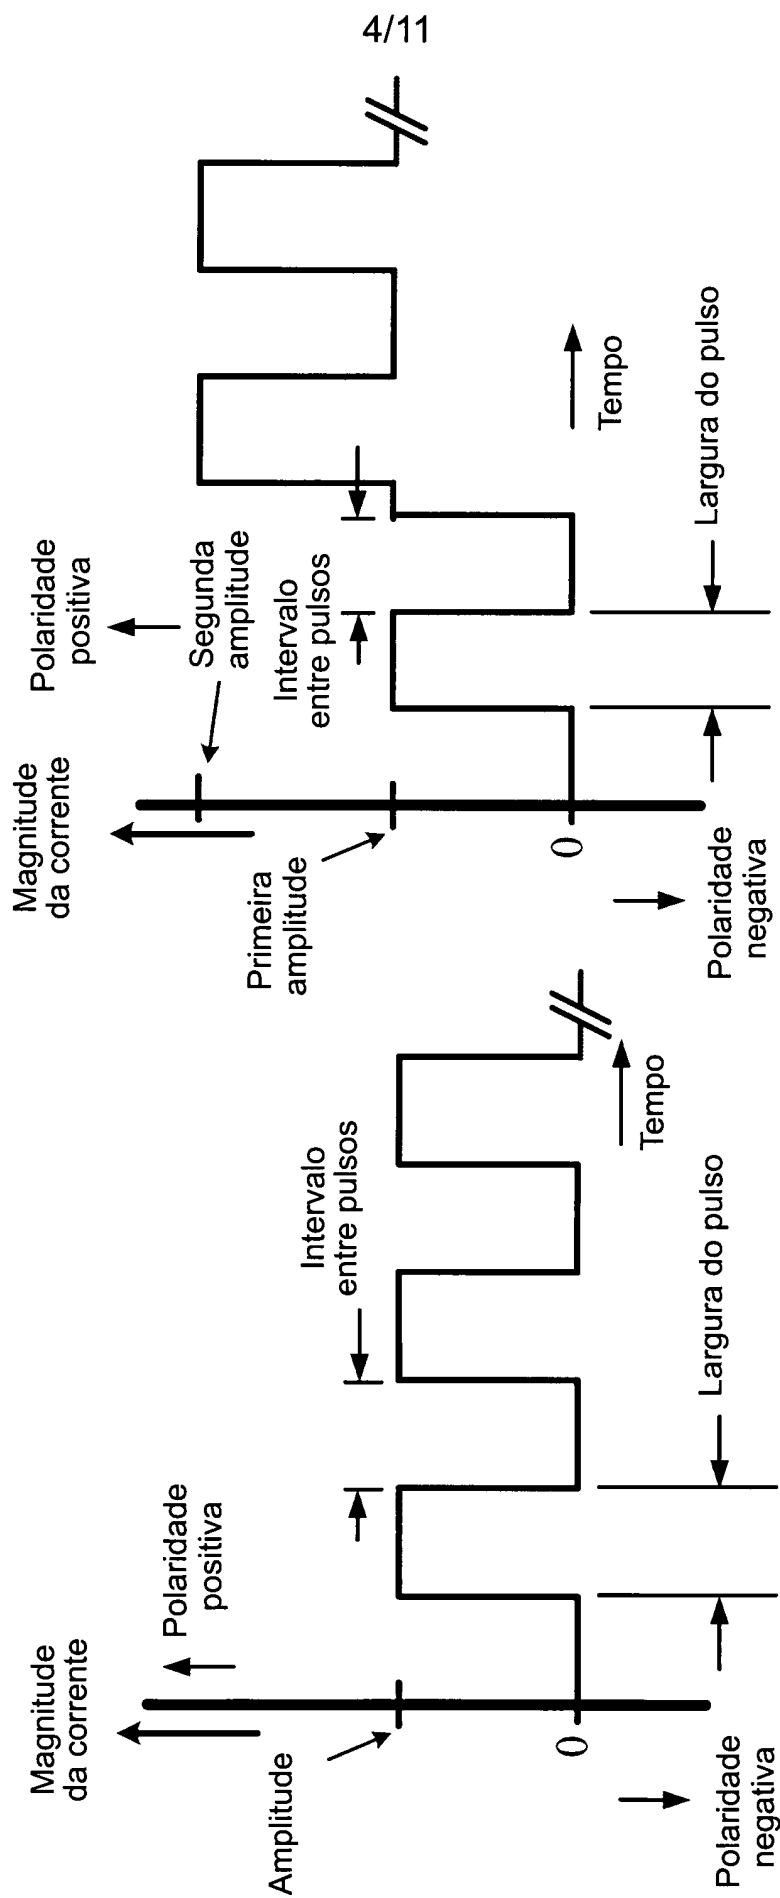 4/11
Magnitude
da corrente
Polaridade
positiva
Amplitude
0
Polaridade
negativa
Intervalo
entre pulsos
Tempo
Largura do pulso
Magnitude
da corrente
Polaridade
positiva
Segunda
amplitude
Primeira
amplitude
Intervalo
entre pulsos
0
Polaridade
negativa
Tempo
Largura do pulso